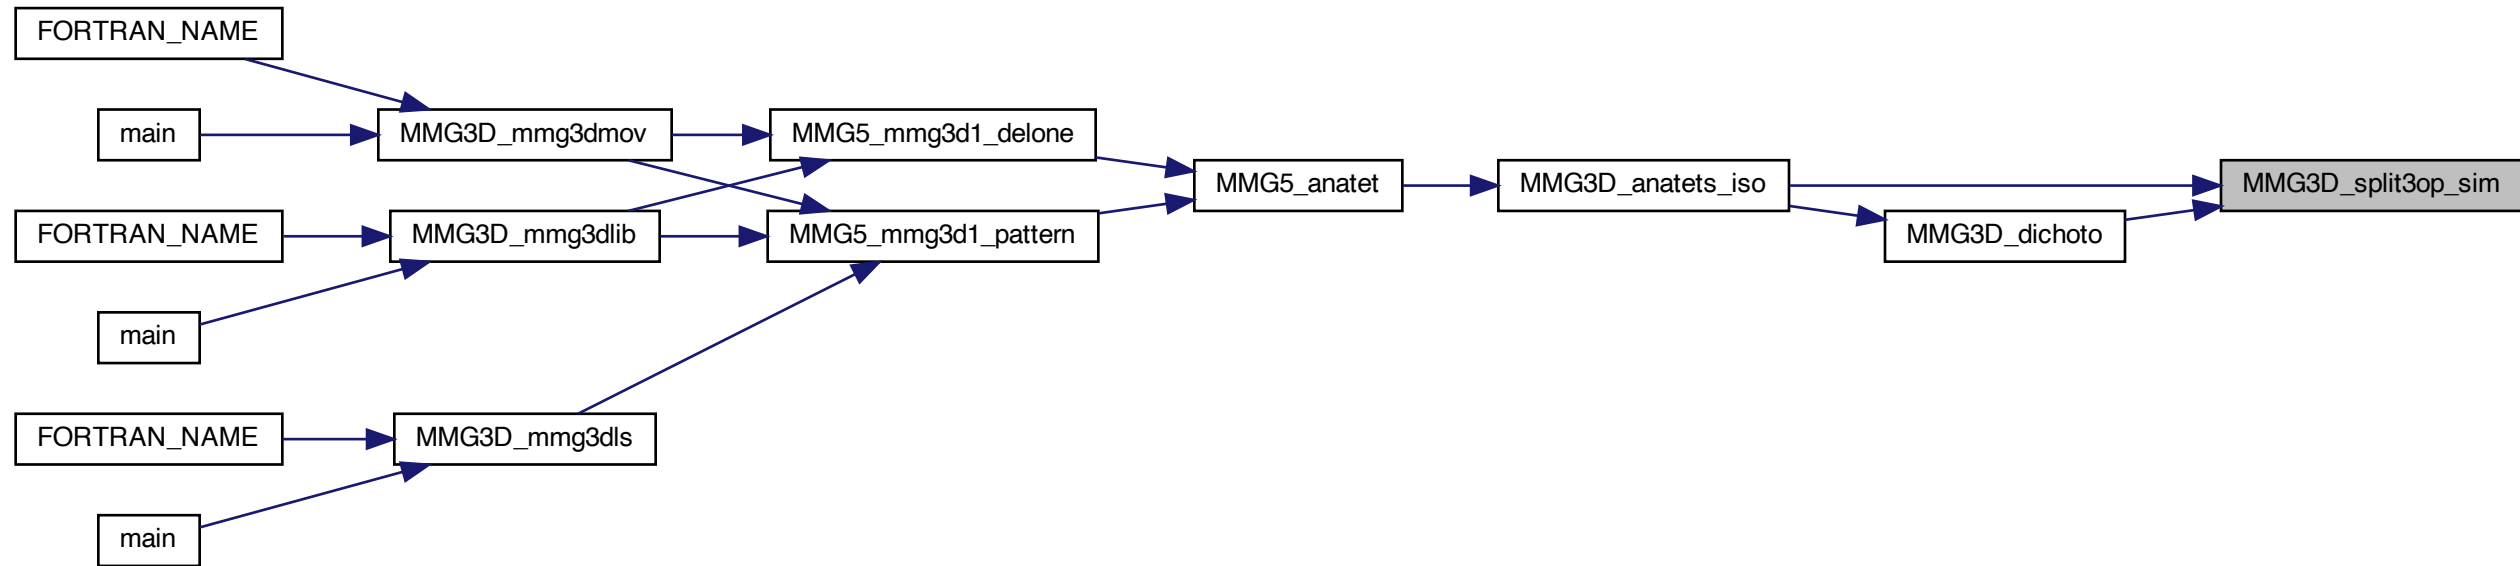 FORTRAN_NAME
main
MMG3D_mmg3dmov
MMG5_mmg3d1_delone
MMG5_anatet
MMG3D_anatets_iso
MMG3D_split3op_sim
FORTRAN_NAME
MMG3D_mmg3dlib
MMG5_mmg3d1_pattern
MMG3D_dichoto
main
FORTRAN_NAME
MMG3D_mmg3dls
main